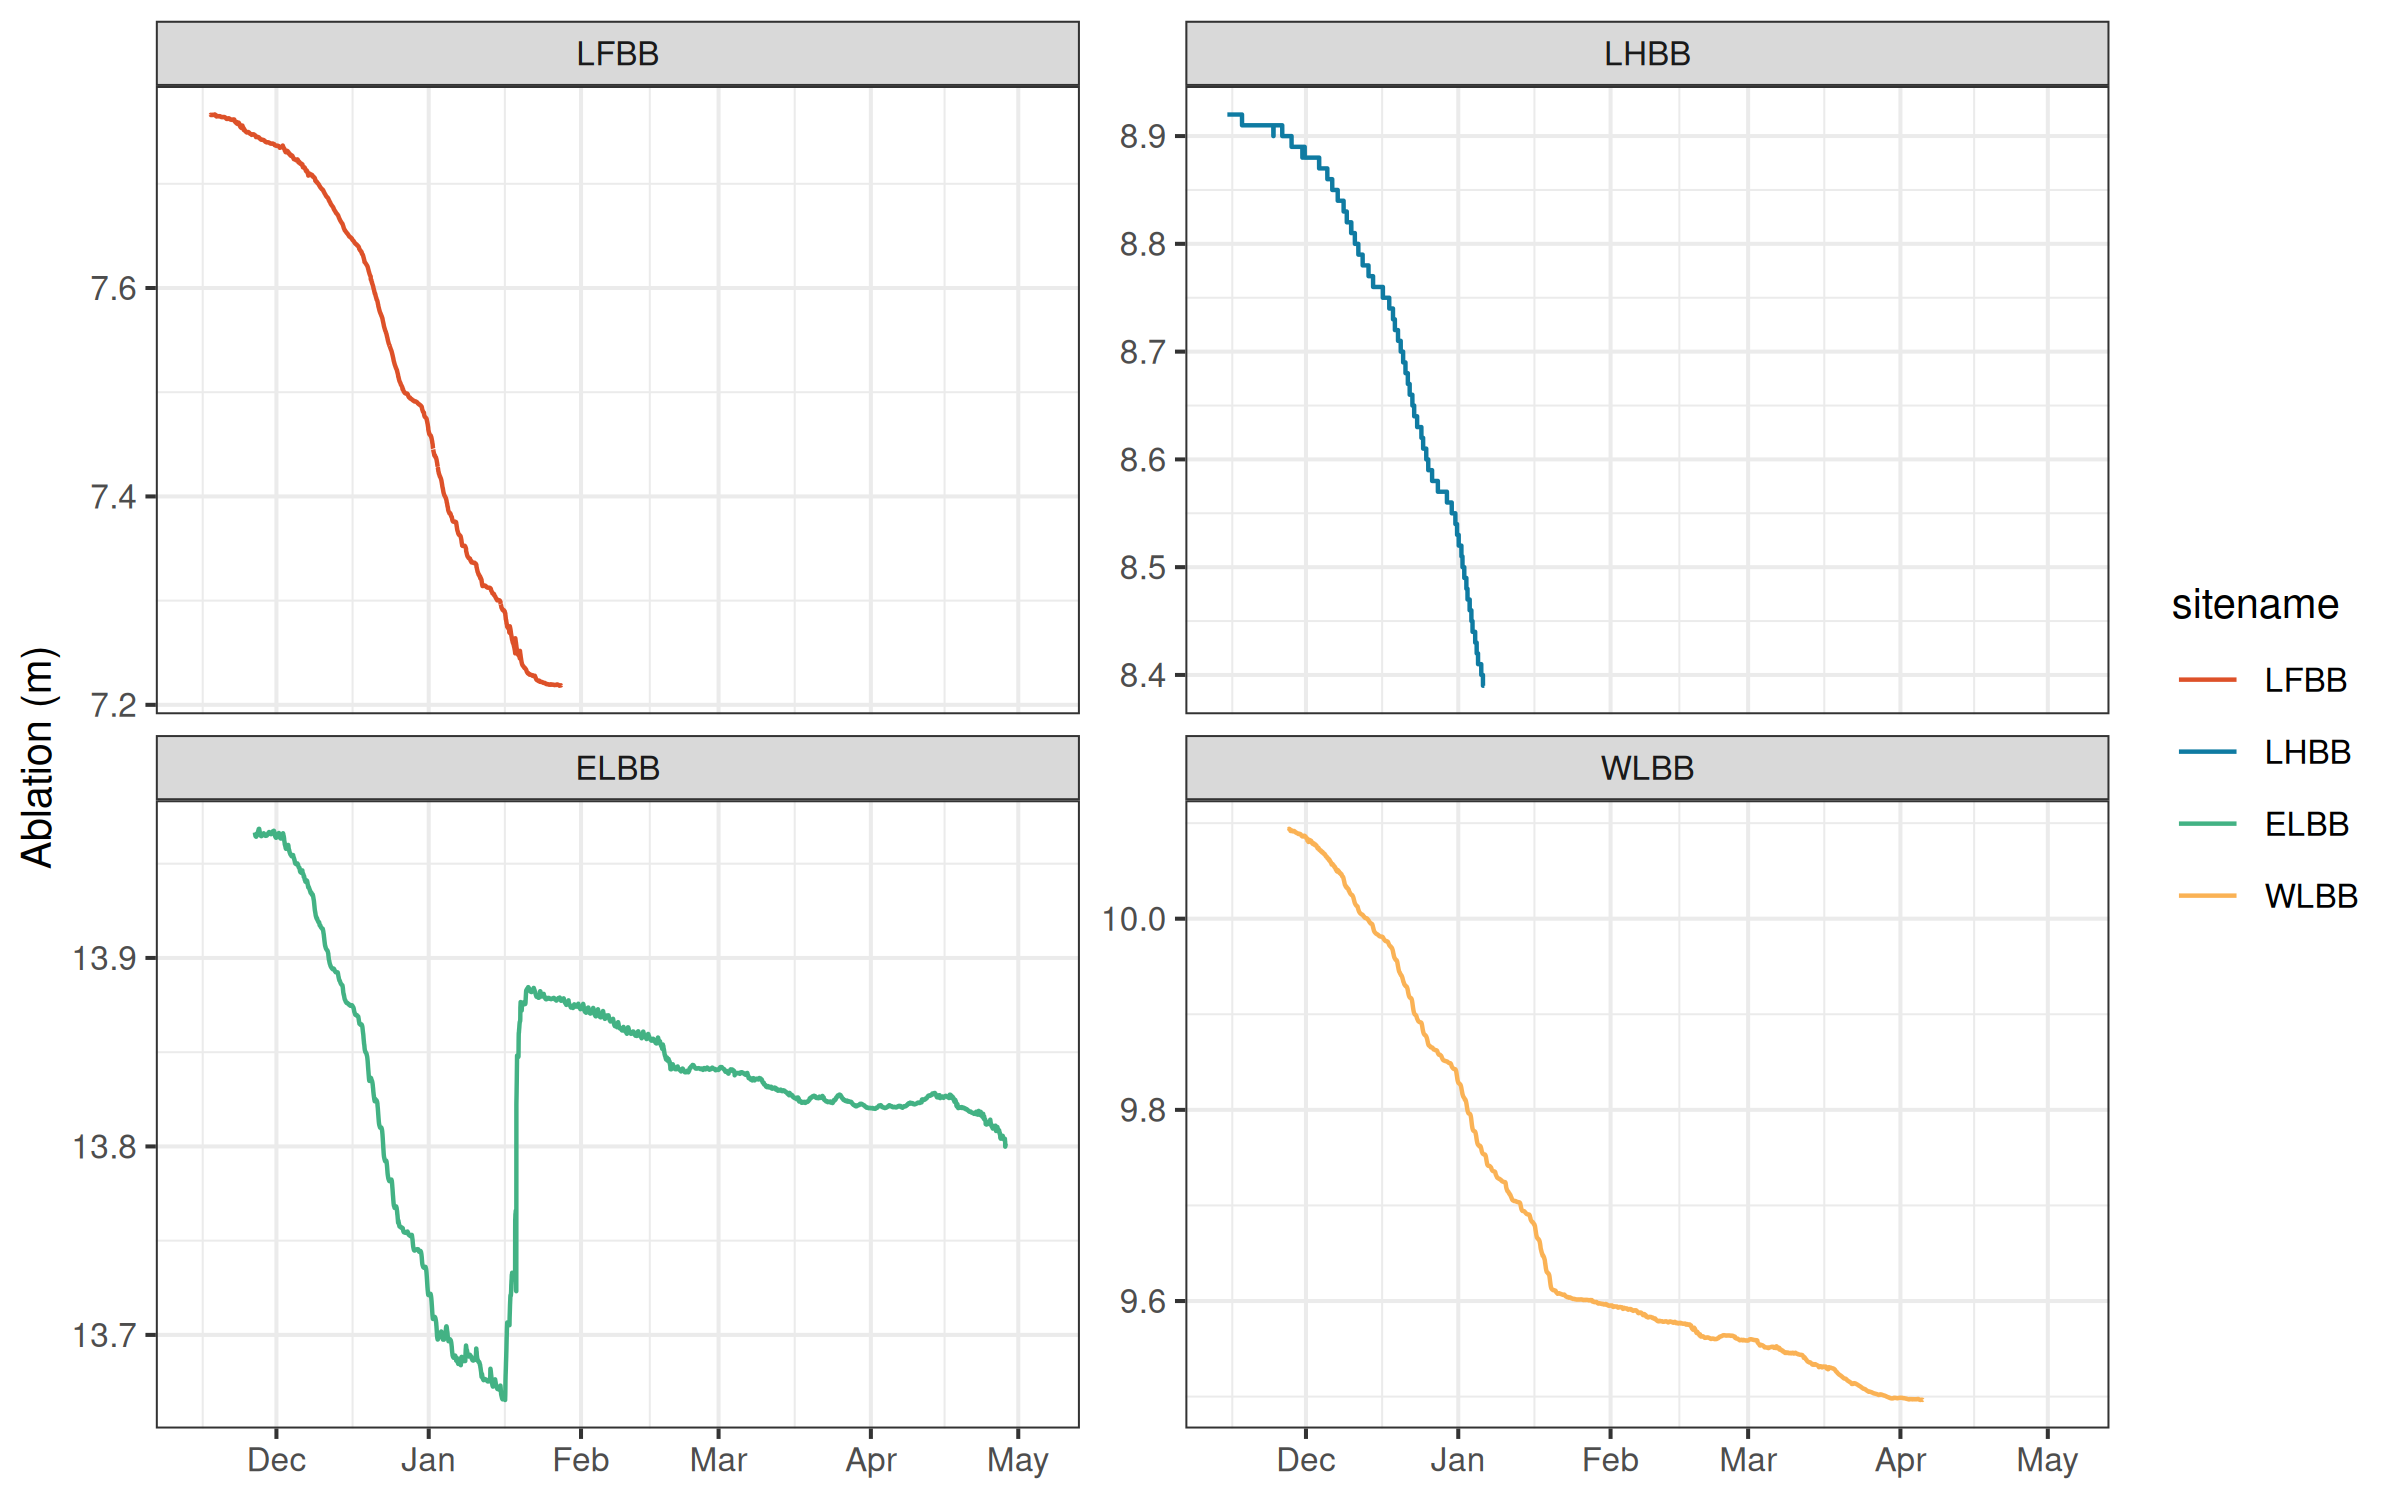 LFBB
LHBB
7.6
7.4
7.2
8.9
8.8
8.7
8.6
8.5
8.4
Ablation (m)
ELBB
WLBB
13.9
13.8
13.7
10.0
9.8
9.6
Dec Jan Feb Mar Apr May
Dec Jan Feb Mar Apr May
sitename
LFBB
LHBB
ELBB
WLBB